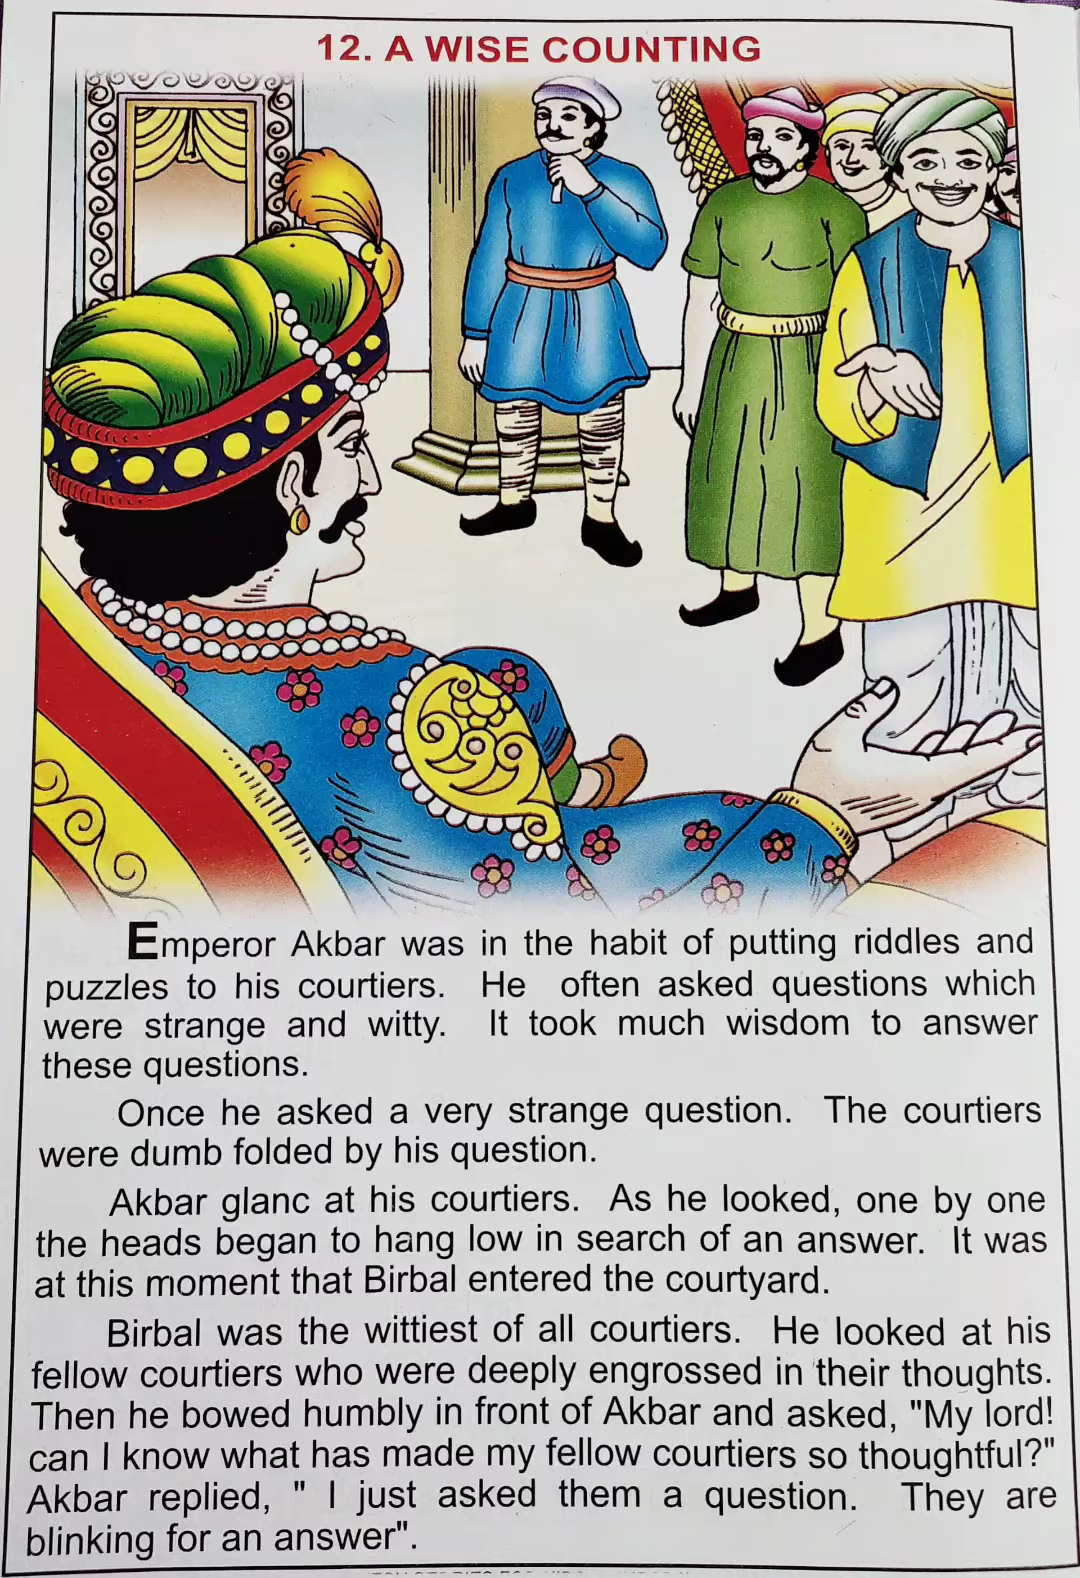 12. A WISE COUNTING
Emperor Akbar was in the habit of putting riddles and
puzzles to his courtiers. He often asked questions which
were strange and witty. It took much wisdom to answer
these questions.
Once he asked a very strange question. The courtiers
were dumb folded by his question.
Akbar glanc at his courtiers. As he looked, one by one
the heads began to hang low in search of an answer. It was
at this moment that Birbal entered the courtyard.
Birbal was the wittiest of all courtiers. He looked at his
fellow courtiers who were deeply engrossed in their thoughts.
Then he bowed humbly in front of Akbar and asked, "My lord!
can I know what has made my fellow courtiers so thoughtful?"
Akbar replied, " I just asked them a question. They are
blinking for an answer".